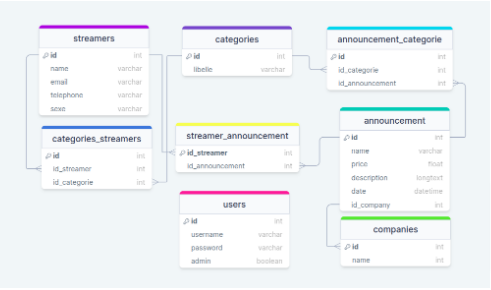 streamers
id int
name varchar
email varchar
telephone varchar
sexe varchar
categories
id int
libelle varchar
announcement_categorie
id int
id_categorie int
id_announcement int
categories_streamers
id int
id_streamer int
id_categorie int
streamer_announcement
id_streamer int
id_announcement int
announcement
id int
name varchar
price float
description longtext
date datetime
id_company int
users
id int
username varchar
password varchar
admin boolean
companies
id int
name int